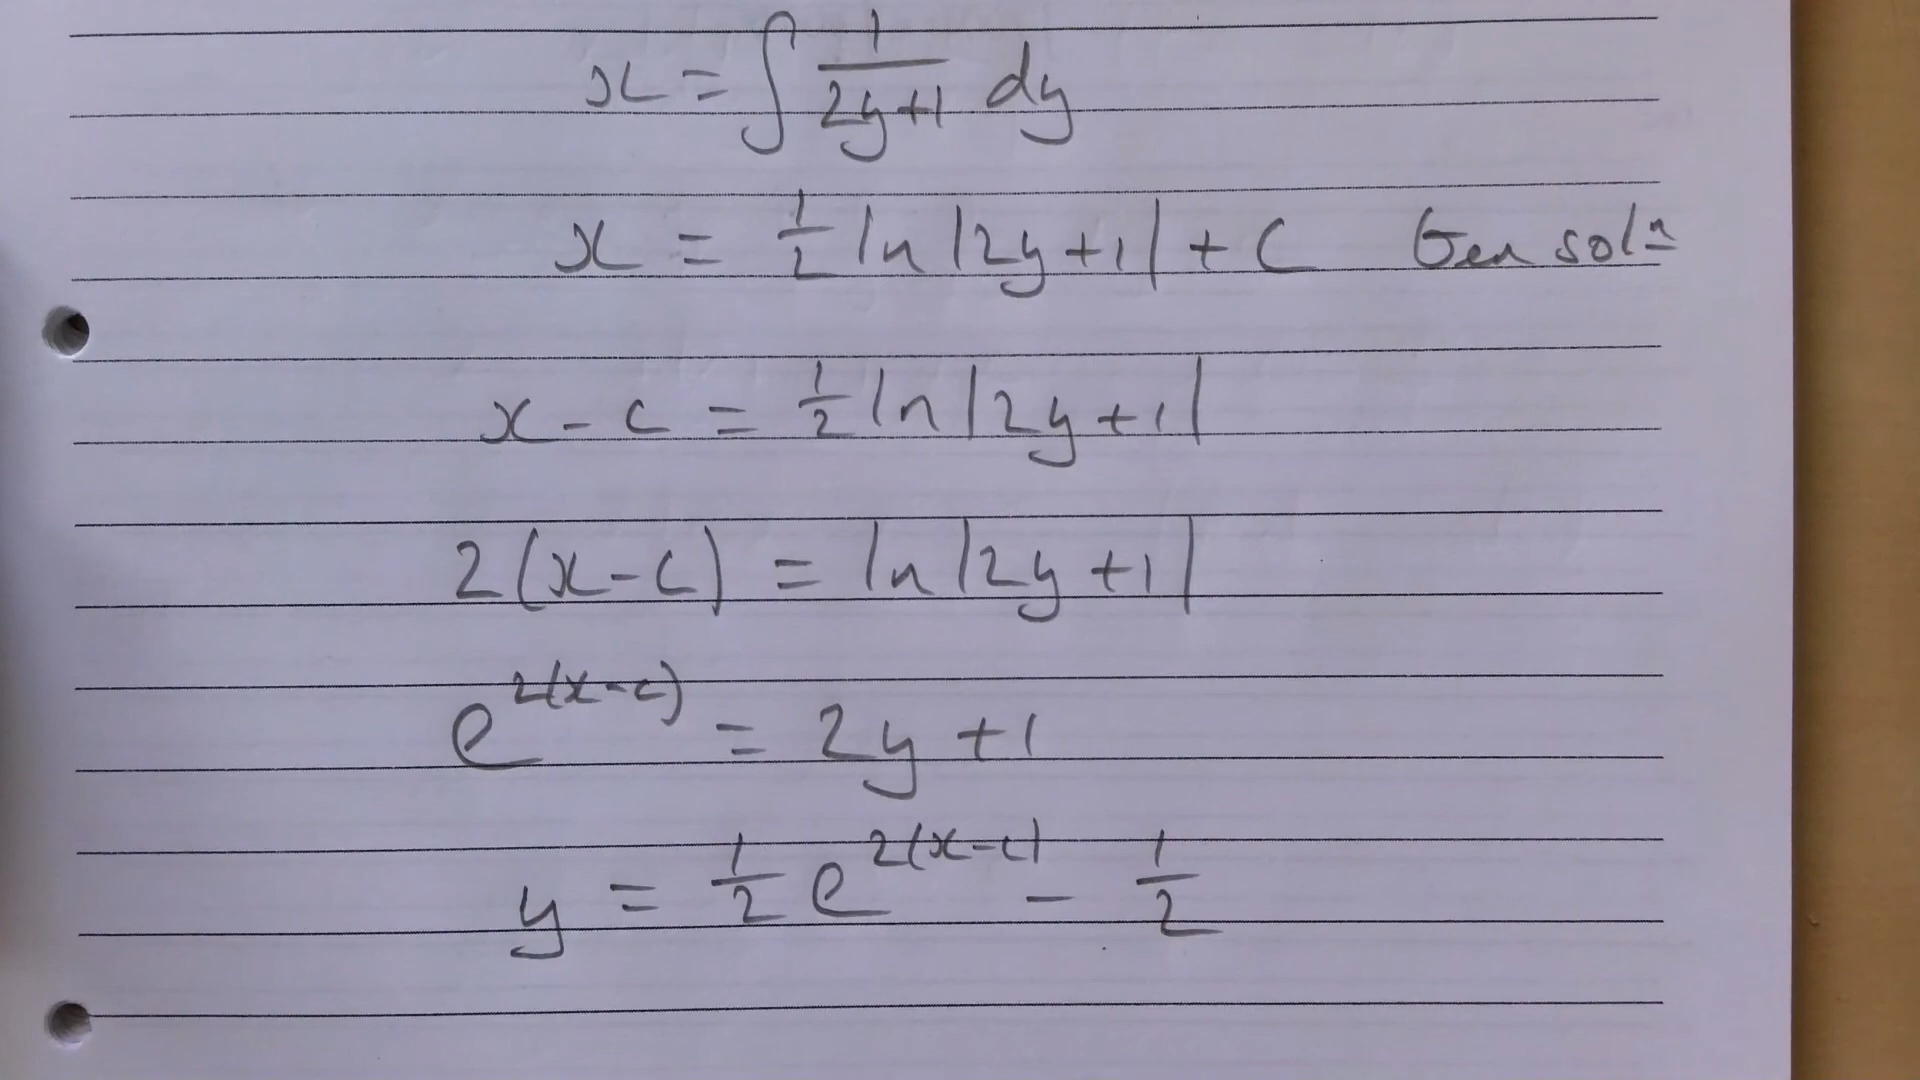 x = ∫ 1/(2y+1) dy
x = 1/2 ln |2y+1| + C Gen solⁿ
x - c = 1/2 ln |2y+1|
2(x-c) = ln |2y+1|
e^2(x-c) = 2y+1
y = 1/2 e^2(x-c) - 1/2